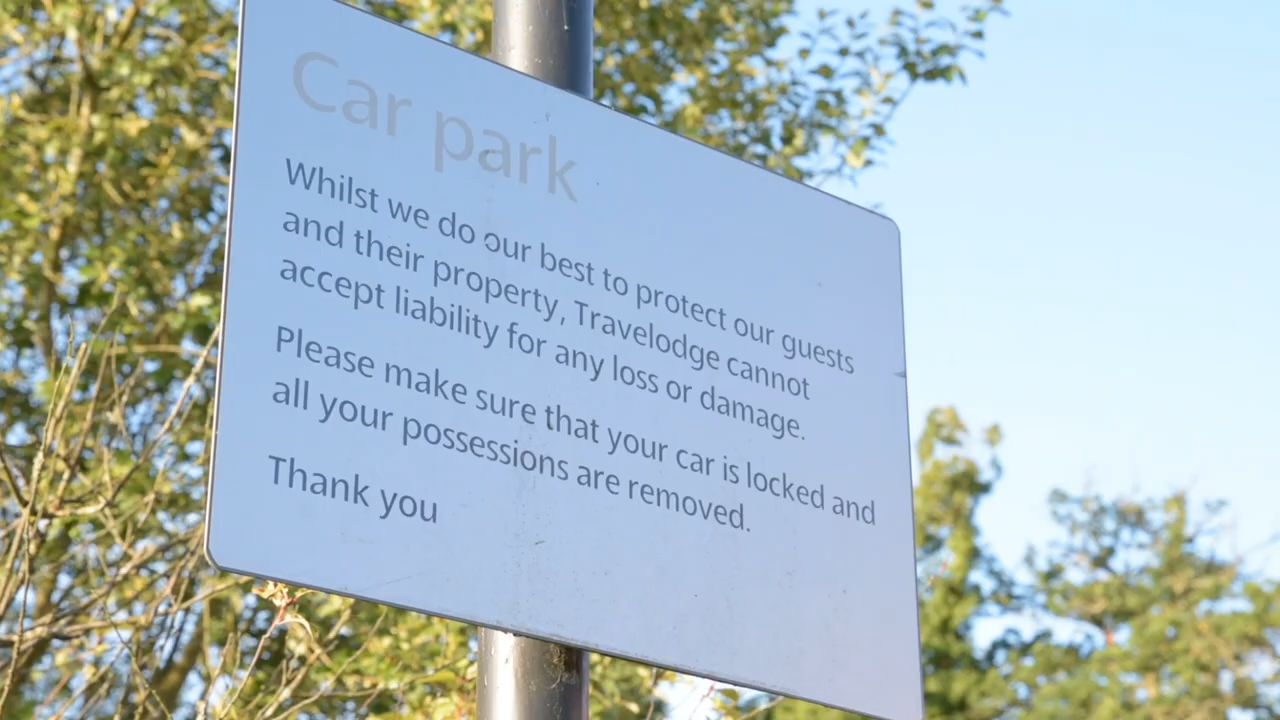 Car park
Whilst we do our best to protect our guests
and their property, Travelodge cannot
accept liability for any loss or damage.
Please make sure that your car is locked and
all your possessions are removed.
Thank you